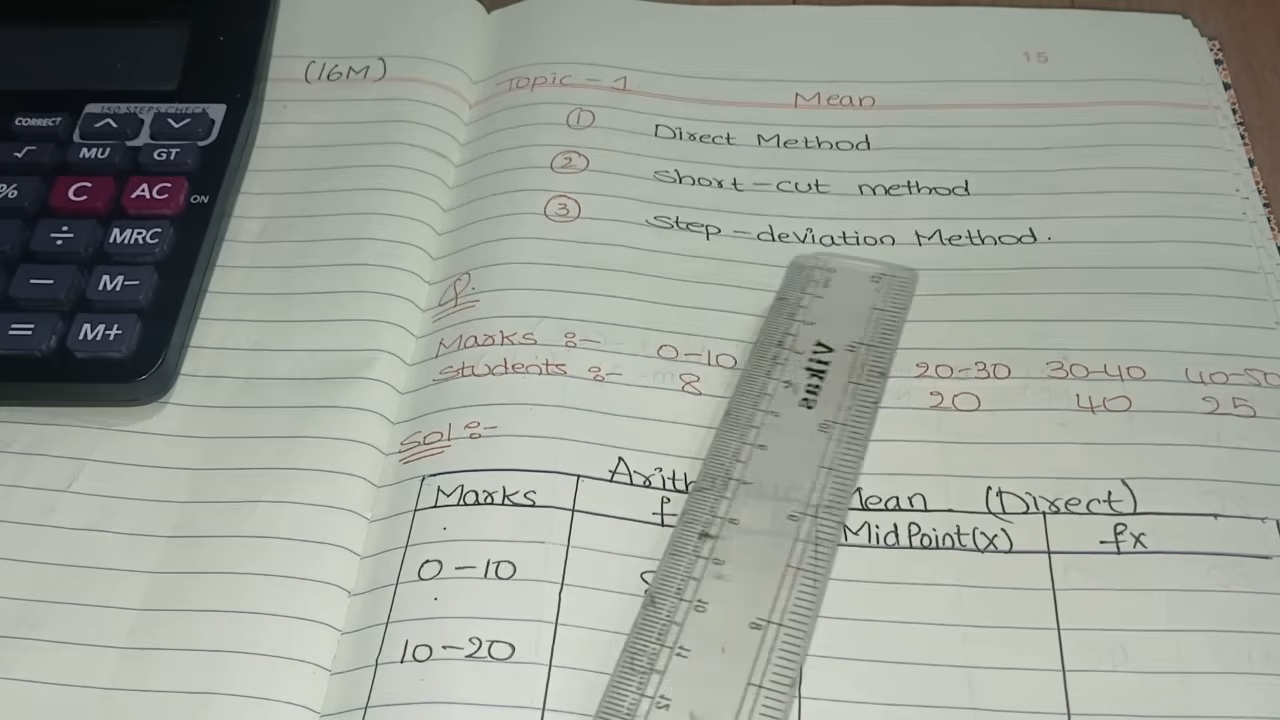 (16M)
15
Topic - 1
Mean
① Direct Method
② Short-cut method
③ Step-deviation Method.
Q.
Marks :- 0-10 20-30 30-40 40-50
Students :- 8 20 40 25
Sol :-
(Direct)
Marks f MidPoint(x) fx
0-10
10-20
150 STEPS CHECK
CORRECT
√ MU GT
% C AC ON
÷ MRC
- M-
= M+
Vikue